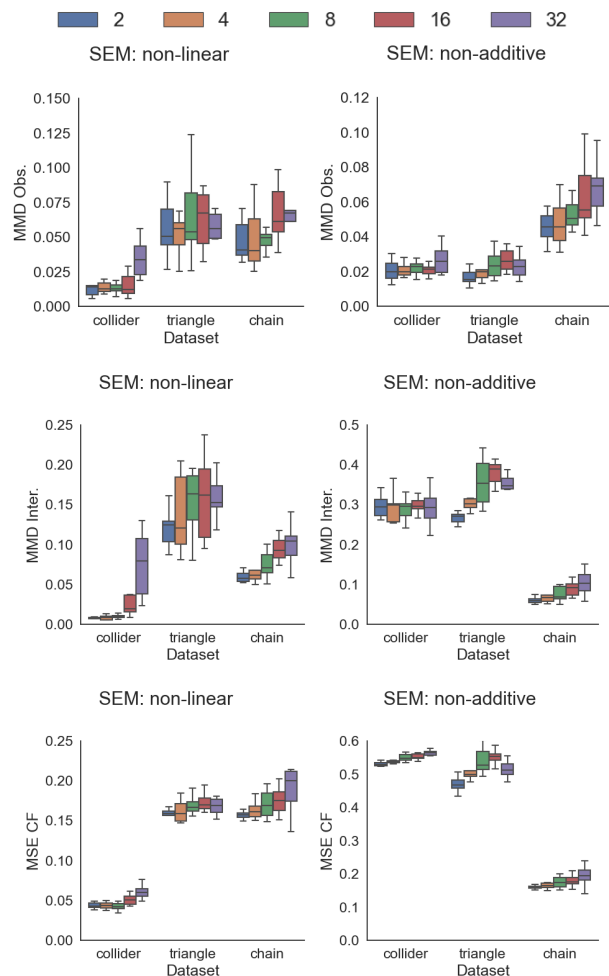 2 4 8 16 32
SEM: non-linear SEM: non-additive
0.150
0.125
0.100
0.075
0.050
0.025
0.000
MMD Obs.
collider triangle chain
Dataset
0.12
0.10
0.08
0.06
0.04
0.02
0.00
MMD Obs.
collider triangle chain
Dataset
SEM: non-linear SEM: non-additive
0.25
0.20
0.15
0.10
0.05
0.00
MMD Inter.
collider triangle chain
Dataset
0.5
0.4
0.3
0.2
0.1
0.0
MMD Inter.
collider triangle chain
Dataset
SEM: non-linear SEM: non-additive
0.25
0.20
0.15
0.10
0.05
0.00
MSE CF
collider triangle chain
Dataset
0.6
0.5
0.4
0.3
0.2
0.1
0.0
MSE CF
collider triangle chain
Dataset